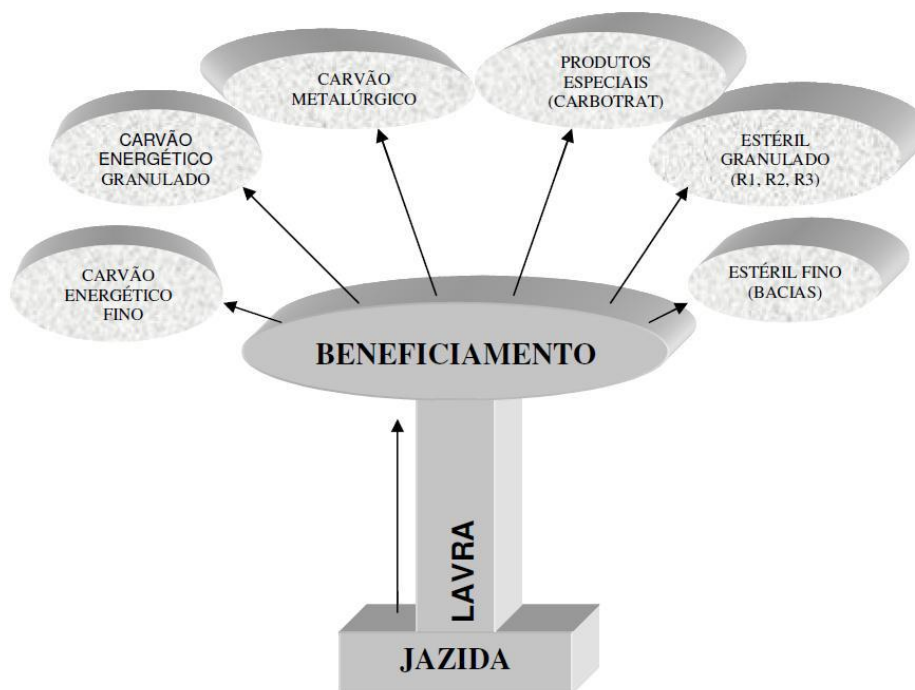 CARVÃO
METALÚRGICO
PRODUTOS
ESPECIAIS
(CARBOTRAT)
CARVÃO
ENERGÉTICO
GRANULADO
ESTÉRIL
GRANULADO
(R1, R2, R3)
CARVÃO
ENERGÉTICO
FINO
ESTÉRIL FINO
(BACIAS)
BENEFICIAMENTO
LAVRA
JAZIDA